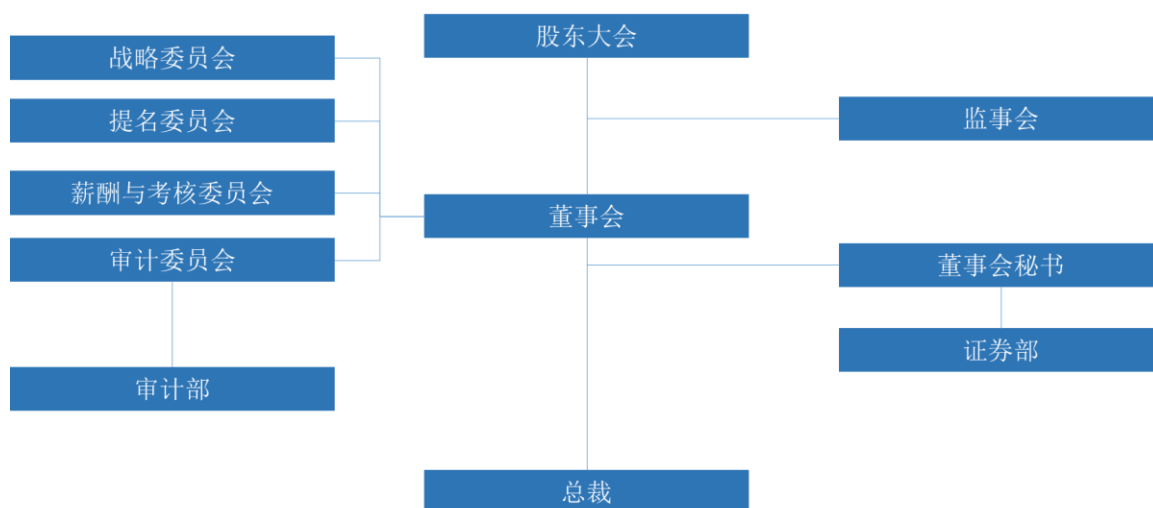 股东大会
战略委员会
提名委员会
监事会
薪酬与考核委员会
董事会
审计委员会
董事会秘书
证券部
审计部
总裁